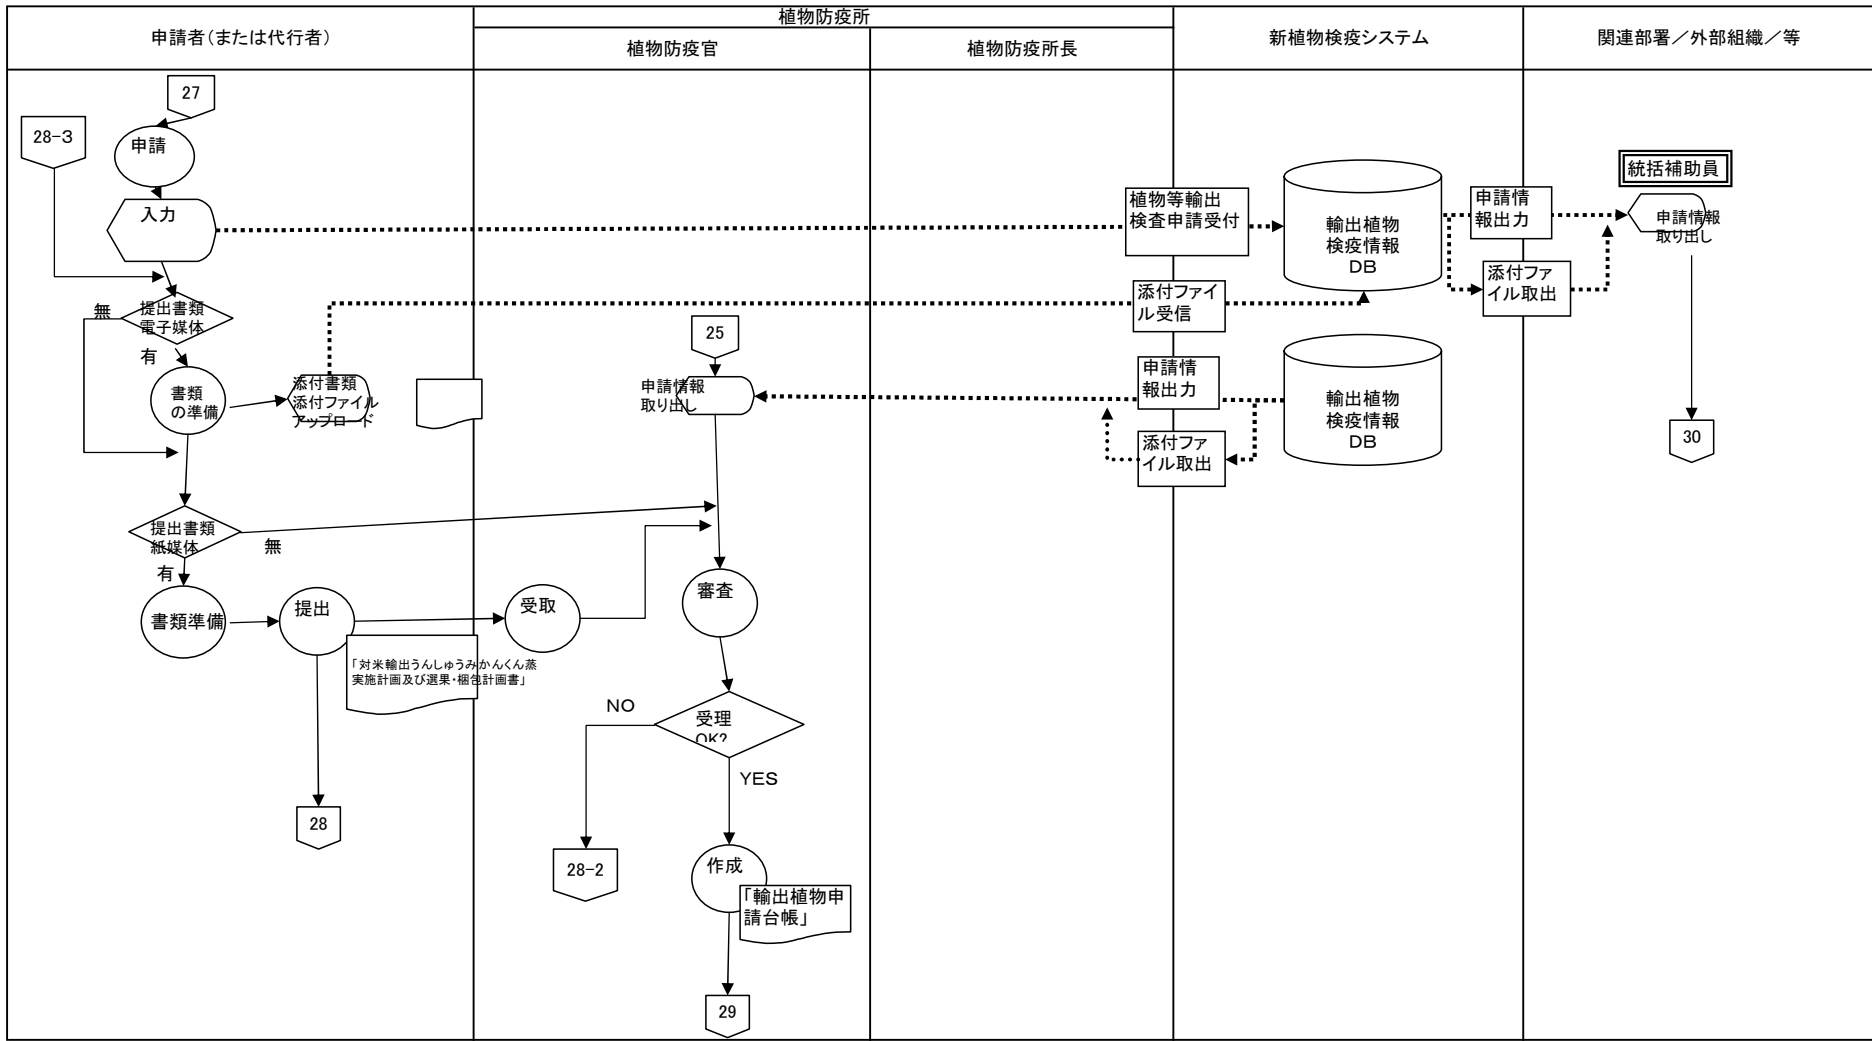 申請者（または代行者）
植物防疫所
植物防疫官
植物防疫所長
新植物検疫システム
関連部署／外部組織／等
27
28-3
申請
入力
植物等輸出
検査申請受付
輸出植物
検疫情報
DB
申請情
報出力
統括補助員
申請情報
取り出し
添付ファ
イル取出
添付ファイ
ル受信
無
提出書類
電子媒体
有
書類
の準備
添付書類
添付ファイル
アップロード
25
申請情報
取り出し
申請情
報出力
添付ファ
イル取出
輸出植物
検疫情報
DB
30
提出書類
紙媒体
無
有
書類準備
提出
受取
審査
「対米輸出うんしゅうみかんくん蒸
実施計画及び選果・梱包計画書」
NO
受理
OK?
YES
28
28-2
作成
「輸出植物申
請台帳」
29